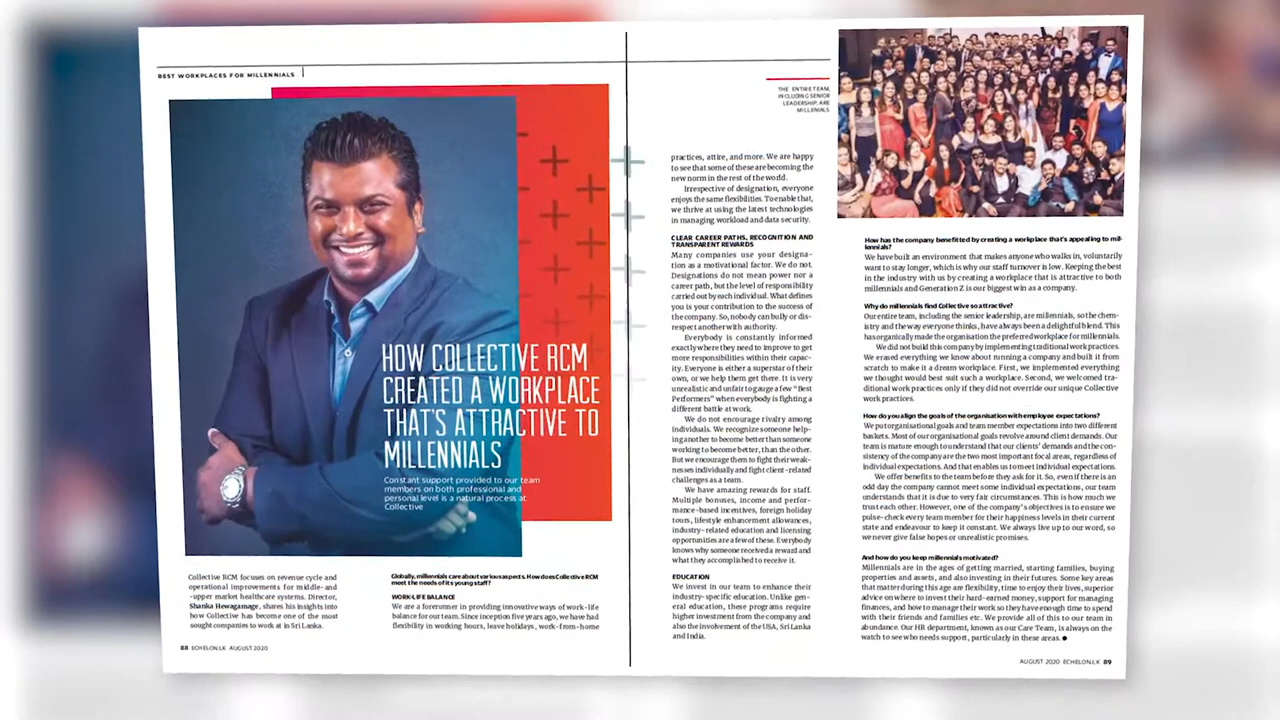 BEST WORKPLACES FOR MILLENNIALS
HOW COLLECTIVE RCM
CREATED A WORKPLACE
THAT'S ATTRACTIVE TO
MILLENNIALS
Constant support provided to our team
members on both professional and
personal level is a natural process at
Collective
Collective RCM focuses on revenue cycle and
operational improvements for middle- and
-upper market healthcare systems. Director,
Shanka Hewagamage, shares his insights into
how Collective has become one of the most
sought companies to work at in Sri Lanka.
Globally, millennials care about various aspects. How does Collective RCM
meet the needs of its young staff?
WORK-LIFE BALANCE
We are a forerunner in providing innovative ways of work-life
balance for our team. Since inception five years ago, we have had
flexibility in working hours, leave holidays, work-from-home
88 ECHELON.LK AUGUST 2020
THE ENTIRE TEAM,
INCLUDING SENIOR
LEADERSHIP, ARE
MILLENIALS
practices, attire, and more. We are happy
to see that some of these are becoming the
new norm in the rest of the world.
Irrespective of designation, everyone
enjoys the same flexibilities. To enable that,
we thrive at using the latest technologies
in managing workload and data security.
CLEAR CAREER PATHS, RECOGNITION AND
TRANSPARENT REWARDS
Many companies use your designa-
tion as a motivational factor. We do not.
Designations do not mean power nor a
career path, but the level of responsibility
carried out by each individual. What defines
you is your contribution to the success of
the company. So, nobody can bully or dis-
respect another with authority.
Everybody is constantly informed
exactly where they need to improve to get
more responsibilities within their capac-
ity. Everyone is either a superstar of their
own, or we help them get there. It is very
unrealistic and unfair to gauge a few "Best
Performers" when everybody is fighting a
different battle at work.
We do not encourage rivalry among
individuals. We recognize someone help-
ing another to become better than someone
working to become better, than the other.
But we encourage them to fight their weak-
nesses individually and fight client-related
challenges as a team.
We have amazing rewards for staff.
Multiple bonuses, income and perfor-
mance-based incentives, foreign holiday
tours, lifestyle enhancement allowances,
industry-related education and licensing
opportunities are a few of these. Everybody
knows why someone received a reward and
what they accomplished to receive it.
EDUCATION
We invest in our team to enhance their
industry-specific education. Unlike gen-
eral education, these programs require
higher investment from the company and
also the involvement of the USA, Sri Lanka
and India.
How has the company benefitted by creating a workplace that's appealing to mil-
lennials?
We have built an environment that makes anyone who walks in, voluntarily
want to stay longer, which is why our staff turnover is low. Keeping the best
in the industry with us by creating a workplace that is attractive to both
millennials and Generation Z is our biggest win as a company.
Why do millennials find Collective so attractive?
Our entire team, including the senior leadership, are millennials, so the chem-
istry and the way everyone thinks, have always been a delightful blend. This
has organically made the organisation the preferred workplace for millennials.
We did not build this company by implementing traditional work practices.
We erased everything we know about running a company and built it from
scratch to make it a dream workplace. First, we implemented everything
we thought would best suit such a workplace. Second, we welcomed tra-
ditional work practices only if they did not override our unique Collective
work practices.
How do you align the goals of the organisation with employee expectations?
We put organisational goals and team member expectations into two different
baskets. Most of our organisational goals revolve around client demands. Our
team is mature enough to understand that our clients' demands and the con-
sistency of the company are the two most important focal areas, regardless of
individual expectations. And that enables us to meet individual expectations.
We offer benefits to the team before they ask for it. So, even if there is an
odd day the company cannot meet some individual expectations, our team
understands that it is due to very fair circumstances. This is how much we
trust each other. However, one of the company's objectives is to ensure we
pulse-check every team member for their happiness levels in their current
state and endeavour to keep it constant. We always live up to our word, so
we never give false hopes or unrealistic promises.
And how do you keep millennials motivated?
Millennials are in the ages of getting married, starting families, buying
properties and assets, and also investing in their futures. Some key areas
that matter during this age are flexibility, time to enjoy their lives, superior
advice on where to invest their hard-earned money, support for managing
finances, and how to manage their work so they have enough time to spend
with their friends and families etc. We provide all of this to our team in
abundance. Our HR department, known as our Care Team, is always on the
watch to see who needs support, particularly in these areas. ●
AUGUST 2020 ECHELON.LK 89